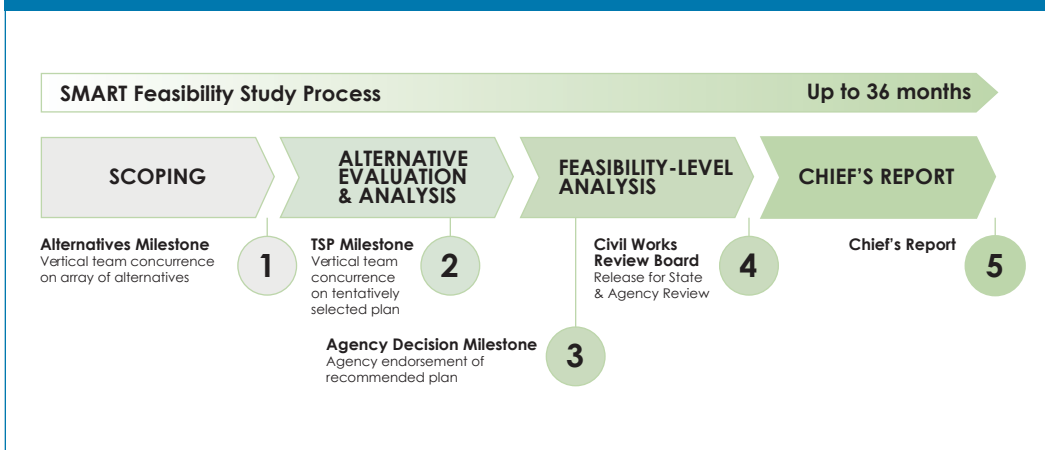 SMART Feasibility Study Process
Up to 36 months
SCOPING
ALTERNATIVE
EVALUATION
& ANALYSIS
FEASIBILITY-LEVEL
ANALYSIS
CHIEF'S REPORT
Alternatives Milestone
Vertical team concurrence
on array of alternatives
1
TSP Milestone
Vertical team
concurrence
on tentatively
selected plan
2
Agency Decision Milestone
Agency endorsement of
recommended plan
3
Civil Works
Review Board
Release for State
& Agency Review
4
Chief's Report
5